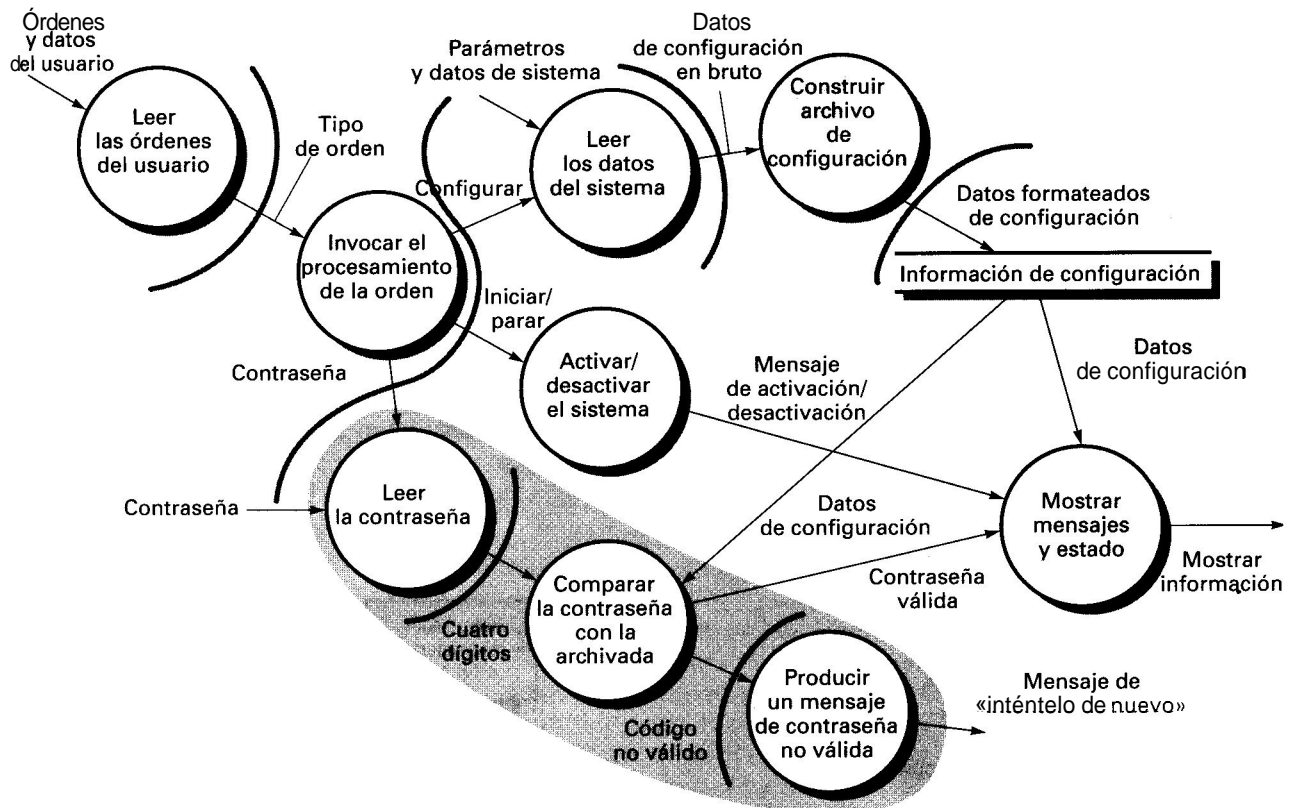 Órdenes
y datos
del usuario
Leer
las órdenes
del usuario
Tipo
de orden
Parámetros
y datos de sistema
Datos
de configuración
en bruto
Leer
los datos
del sistema
Construir
archivo
de
configuración
Configurar
Invocar el
procesamiento
de la orden
Datos formateados
de configuración
Información de configuración
Iniciar/
parar
Contraseña
Activar/
desactivar
el sistema
Mensaje
de activación/
desactivación
Datos
de configuración
Contraseña
Leer
la contraseña
Datos
de configuración
Mostrar
mensajes
y estado
Mostrar
información
Contraseña
válida
Cuatro
dígitos
Comparar
la contraseña
con la
archivada
Código
no válido
Producir
un mensaje
de contraseña
no válida
Mensaje de
«inténtelo de nuevo»